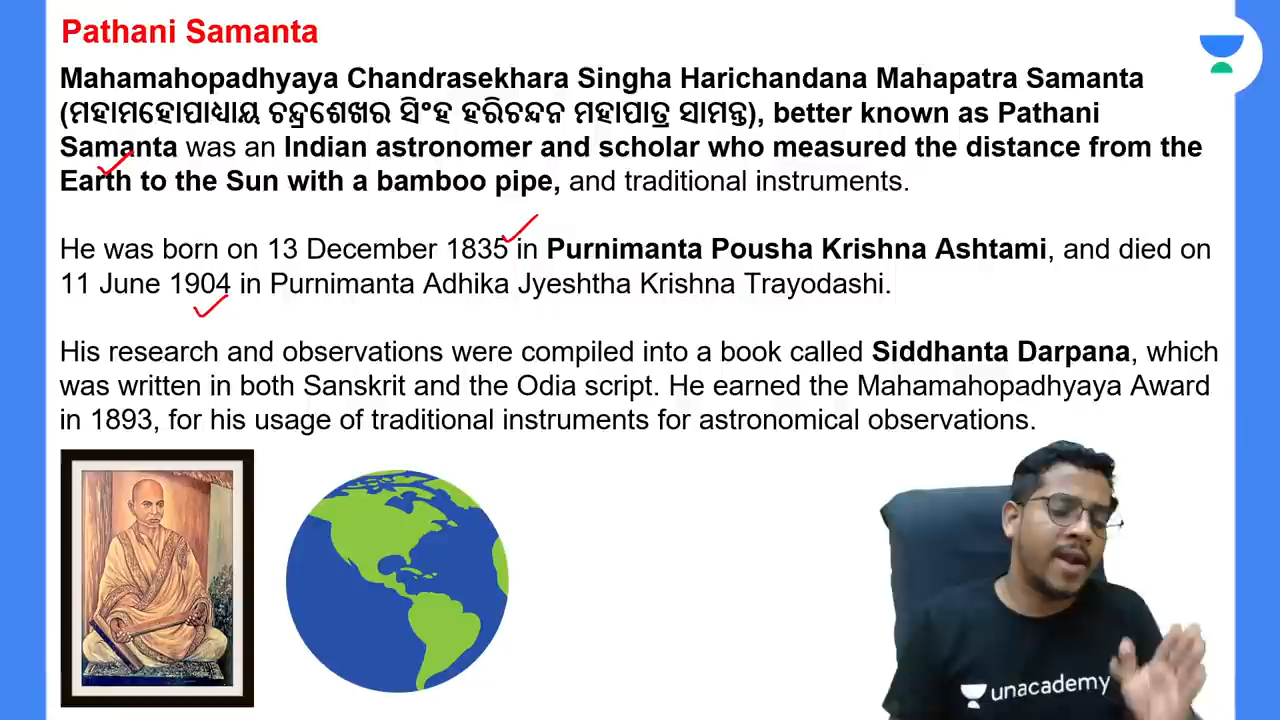 Pathani Samanta
Mahamahopadhyaya Chandrasekhara Singha Harichandana Mahapatra Samanta
(ମହାମହୋପାଧ୍ୟାୟ ଚନ୍ଦ୍ରଶେଖର ସିଂହ ହରିଚନ୍ଦନ ମହାପାତ୍ର ସାମନ୍ତ), better known as Pathani
Samanta was an Indian astronomer and scholar who measured the distance from the
Earth to the Sun with a bamboo pipe, and traditional instruments.
He was born on 13 December 1835 in Purnimanta Pousha Krishna Ashtami, and died on
11 June 1904 in Purnimanta Adhika Jyeshtha Krishna Trayodashi.
His research and observations were compiled into a book called Siddhanta Darpana, which
was written in both Sanskrit and the Odia script. He earned the Mahamahopadhyaya Award
in 1893, for his usage of traditional instruments for astronomical observations.
unacademy